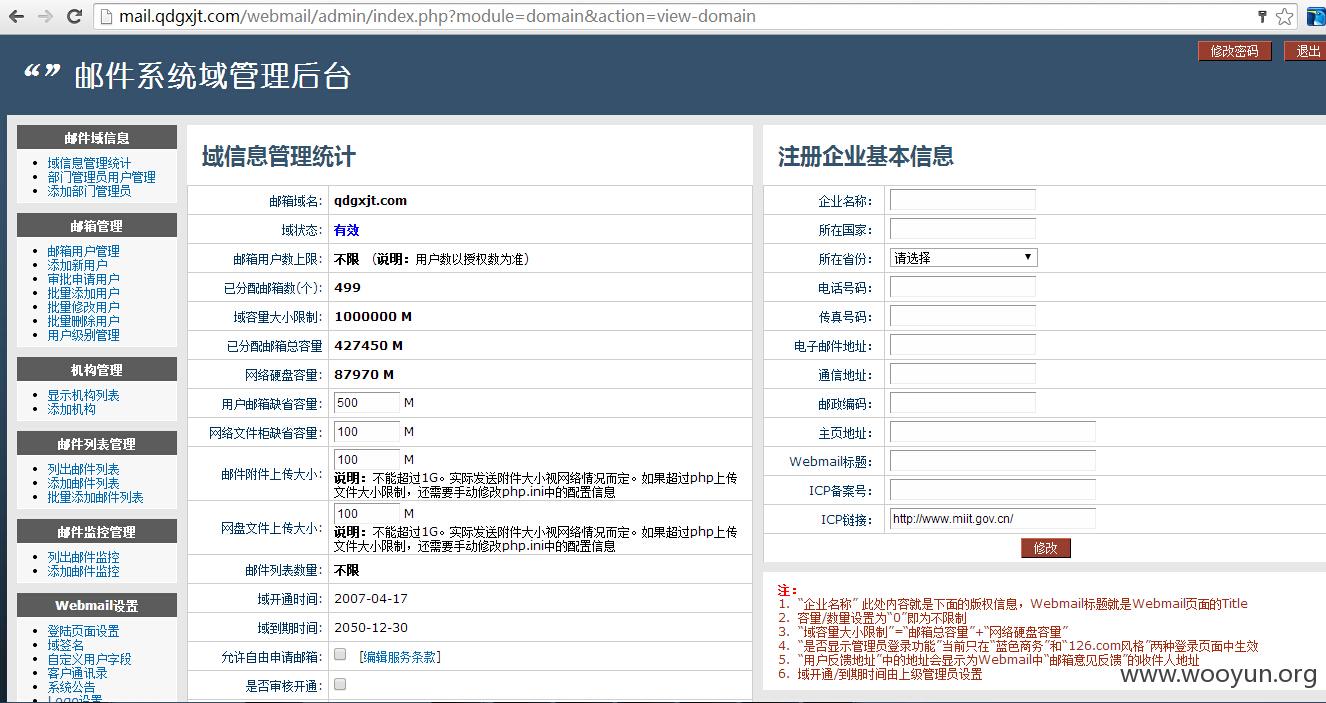 mail.qdgxjt.com/webmail/admin/index.php?module=domain&action=view-domain
修改密码 退出
“” 邮件系统域管理后台
邮件域信息
域信息管理统计
部门管理员用户管理
添加部门管理员
邮箱管理
邮箱用户管理
添加新用户
审批申请用户
批量添加用户
批量修改用户
批量删除用户
用户级别管理
机构管理
显示机构列表
添加机构
邮件列表管理
列出邮件列表
添加邮件列表
批量添加邮件列表
邮件监控管理
列出邮件监控
添加邮件监控
Webmail设置
登陆页面设置
域签名
自定义用户字段
客户通讯录
系统公告
Logo设置
域信息管理统计
邮箱域名: qdgxjt.com
域状态: 有效
邮箱用户数上限: 不限 (说明: 用户数以授权数为准)
已分配邮箱数(个): 499
域容量大小限制: 1000000 M
已分配邮箱总容量 427450 M
网络硬盘容量: 87970 M
用户邮箱缺省容量: 500 M
网络文件柜缺省容量: 100 M
邮件附件上传大小: 100 M
说明: 不能超过1G。实际发送附件大小视网络情况而定。如果超过php上传
文件大小限制，还需要手动修改php.ini中的配置信息
网盘文件上传大小: 100 M
说明: 不能超过1G。实际发送附件大小视网络情况而定。如果超过php上传
文件大小限制，还需要手动修改php.ini中的配置信息
邮件列表数量: 不限
域开通时间: 2007-04-17
域到期时间: 2050-12-30
允许自由申请邮箱: [编辑服务条款]
是否审核开通:
注册企业基本信息
企业名称:
所在国家:
所在省份: 请选择
电话号码:
传真号码:
电子邮件地址:
通信地址:
邮政编码:
主页地址:
Webmail标题:
ICP备案号:
ICP链接: http://www.miit.gov.cn/
修改
注:
1. “企业名称” 此处内容就是下面的版权信息，Webmail标题就是Webmail页面的Title
2. 容量/数量设置为“0”即为不限制
3. “域容量大小限制”=“邮箱总容量”+“网络硬盘容量”
4. “是否显示管理员登录功能”当前只在“蓝色商务”和“126.com风格”两种登录页面中生效
5. “用户反馈地址”中的地址会显示为Webmail中“邮箱意见反馈”的收件人地址
6. 域开通/到期时间由上级管理员设置
www.wooyun.org